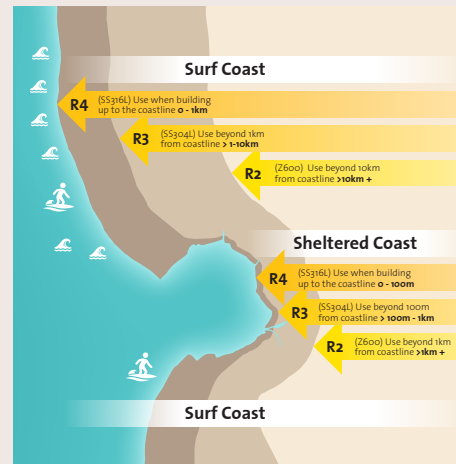 Surf Coast
R4
(SS316L) Use when building
up to the coastline 0 - 1km
R3
(SS304L) Use beyond 1km
from coastline > 1-10km
R2
(Z600) Use beyond 10km
from coastline >10km +
Sheltered Coast
R4
(SS316L) Use when building
up to the coastline 0 - 100m
R3
(SS304L) Use beyond 100m
from coastline > 100m - 1km
R2
(Z600) Use beyond 1km
from coastline >1km +
Surf Coast